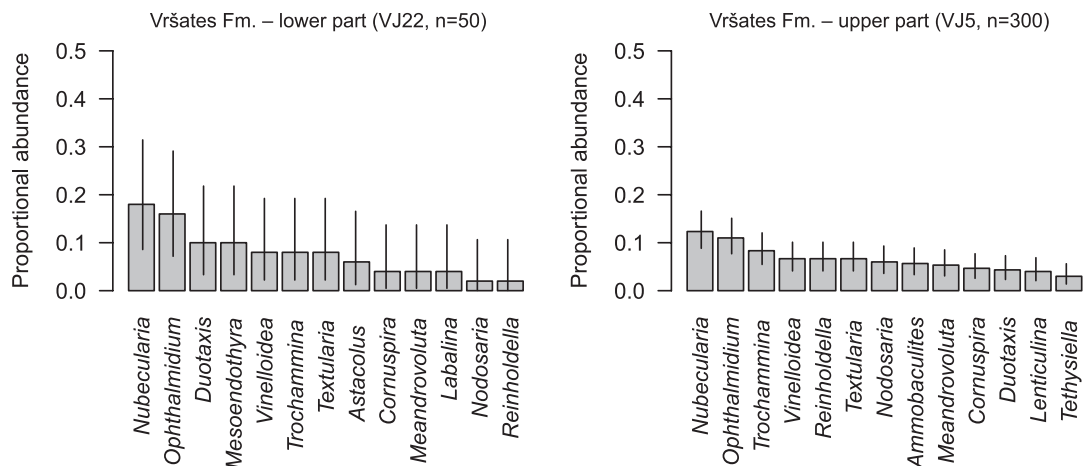 Vršates Fm. – lower part (VJ22, n=50)
Proportional abundance
0.5
0.4
0.3
0.2
0.1
0.0
Nubecularia
Ophthalmidium
Duotaxis
Mesoendothyra
Vinelloidea
Trochammina
Textularia
Astacolus
Cornuspira
Meandrovoluta
Labalina
Nodosaria
Reinholdella
Vršates Fm. – upper part (VJ5, n=300)
Proportional abundance
0.5
0.4
0.3
0.2
0.1
0.0
Nubecularia
Ophthalmidium
Trochammina
Vinelloidea
Reinholdella
Textularia
Nodosaria
Ammobaculites
Meandrovoluta
Cornuspira
Duotaxis
Lenticulina
Tethysiella